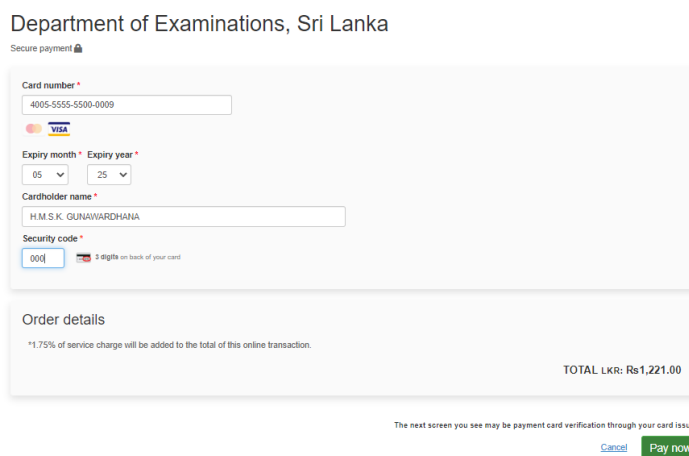 Department of Examinations, Sri Lanka
Secure payment
Card number *
4005-5555-5500-0009
VISA
Expiry month * Expiry year *
05 25
Cardholder name *
H.M.S.K. GUNAWARDHANA
Security code *
000 3 digits on back of your card
Order details
*1.75% of service charge will be added to the total of this online transaction.
TOTAL LKR: Rs1,221.00
The next screen you see may be payment card verification through your card issu
Cancel Pay now